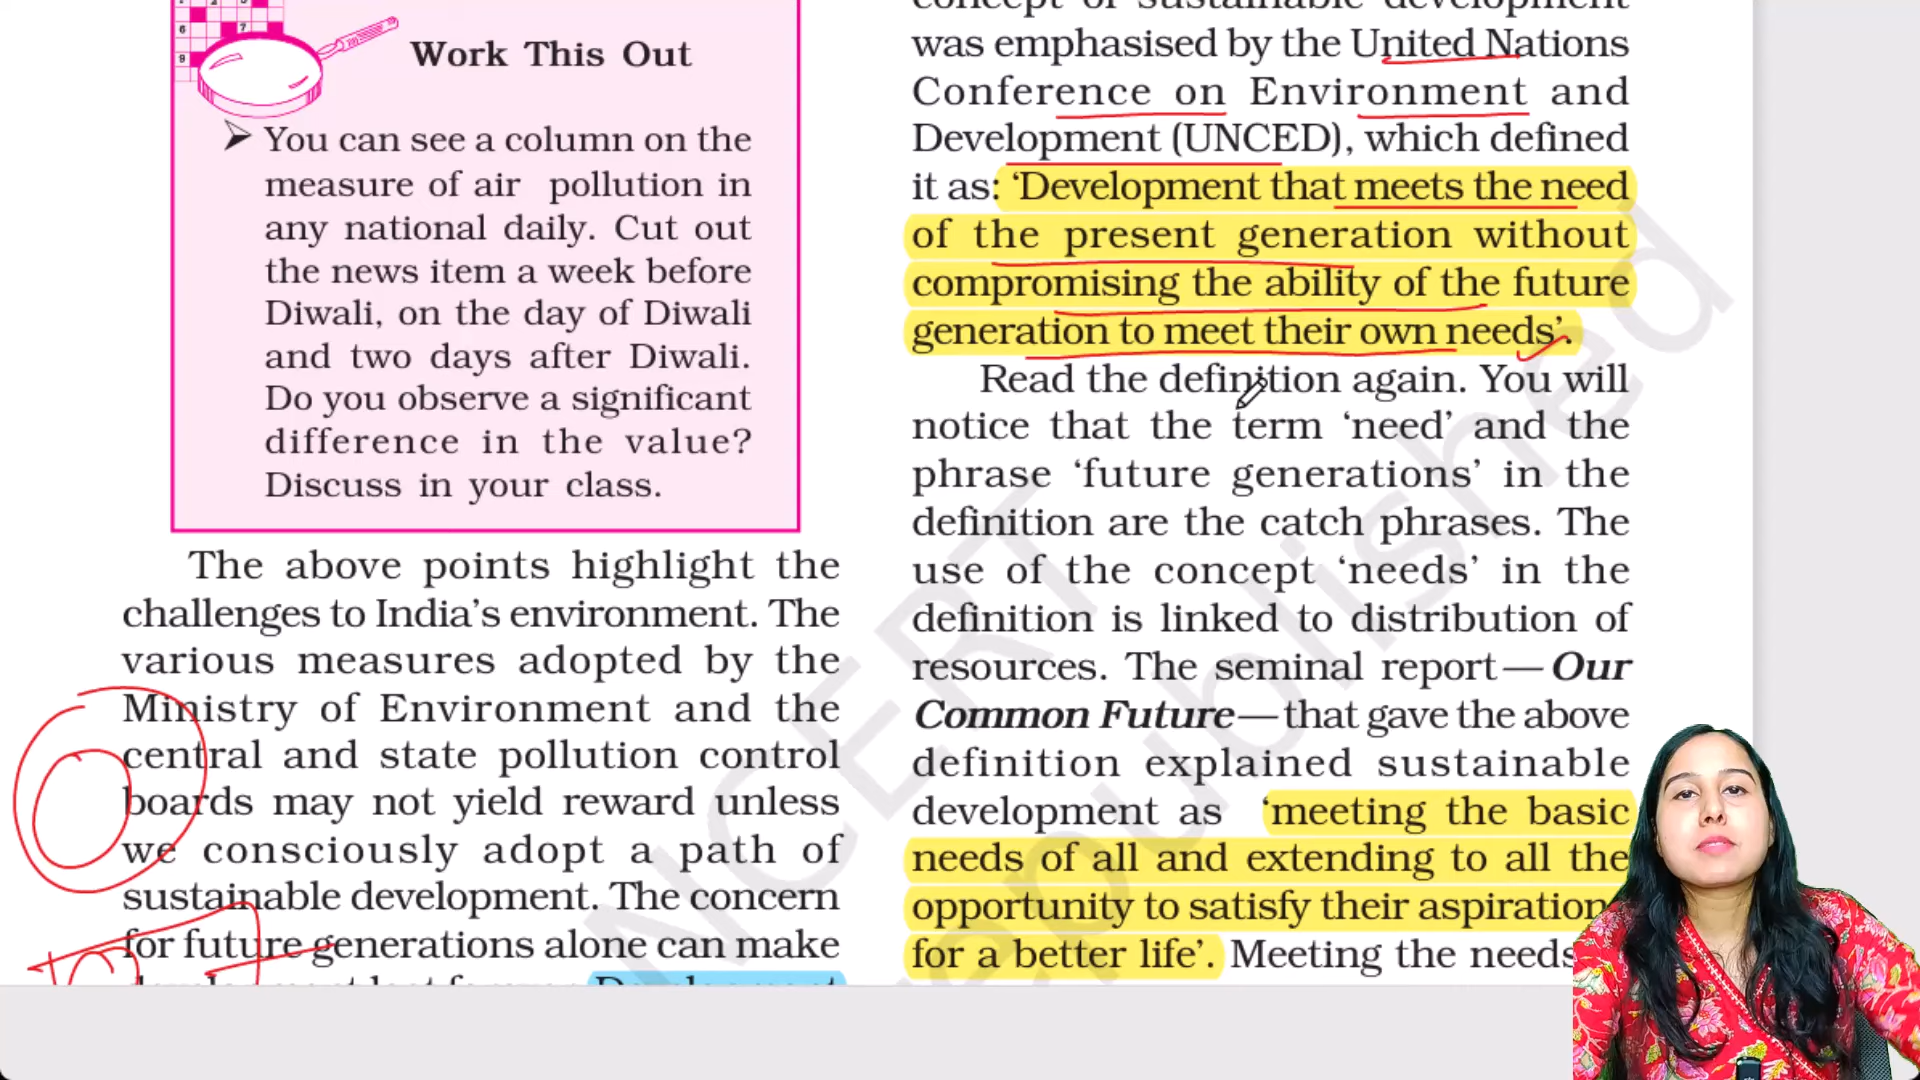 Work This Out
You can see a column on the
measure of air pollution in
any national daily. Cut out
the news item a week before
Diwali, on the day of Diwali
and two days after Diwali.
Do you observe a significant
difference in the value?
Discuss in your class.
The above points highlight the
challenges to India’s environment. The
various measures adopted by the
Ministry of Environment and the
central and state pollution control
boards may not yield reward unless
we consciously adopt a path of
sustainable development. The concern
for future generations alone can make
concept of sustainable development
was emphasised by the United Nations
Conference on Environment and
Development (UNCED), which defined
it as: ‘Development that meets the need
of the present generation without
compromising the ability of the future
generation to meet their own needs’.
Read the definition again. You will
notice that the term ‘need’ and the
phrase ‘future generations’ in the
definition are the catch phrases. The
use of the concept ‘needs’ in the
definition is linked to distribution of
resources. The seminal report— Our
Common Future—that gave the above
definition explained sustainable
development as ‘meeting the basic
needs of all and extending to all the
opportunity to satisfy their aspiration
for a better life’. Meeting the needs
NCERT
republished